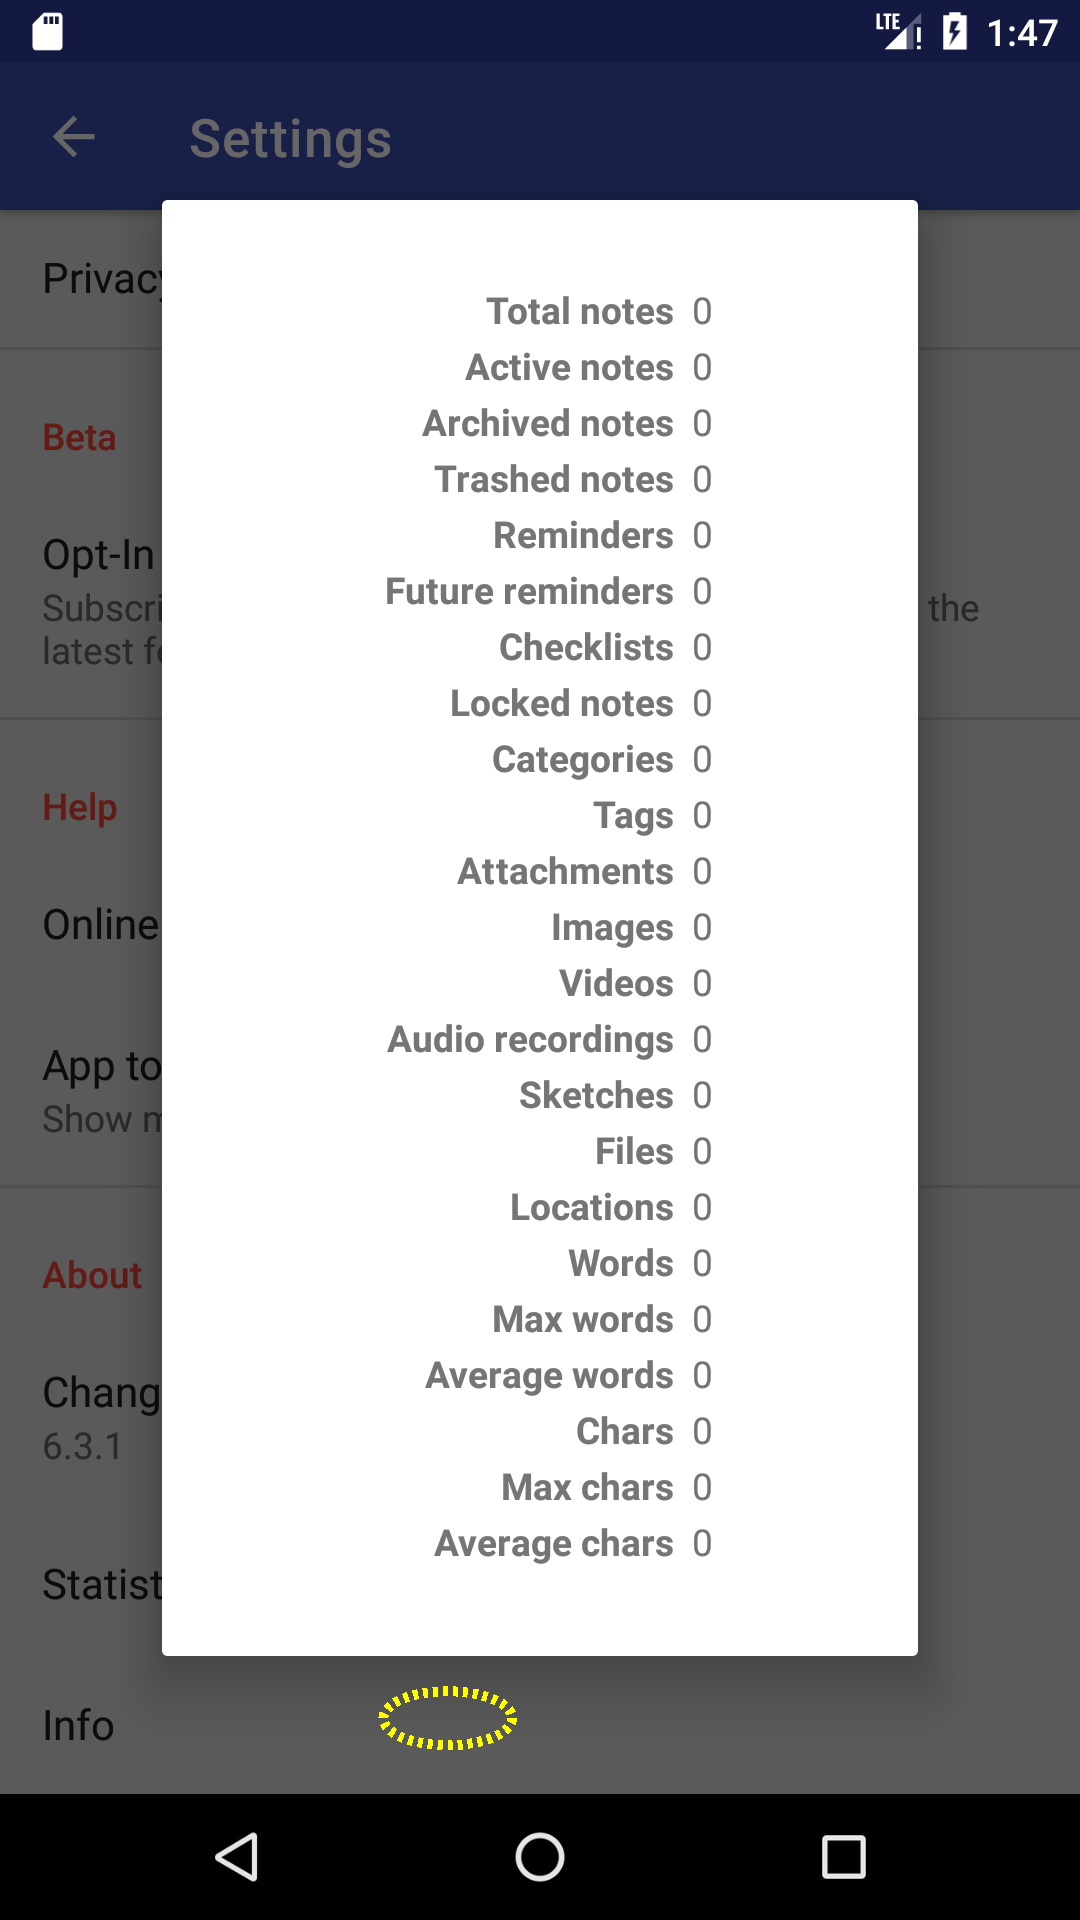 LTE 1:47
Settings
Privacy
Total notes 0
Active notes 0
Archived notes 0
Trashed notes 0
Reminders 0
Future reminders 0
Checklists 0
Locked notes 0
Categories 0
Tags 0
Attachments 0
Images 0
Videos 0
Audio recordings 0
Sketches 0
Files 0
Locations 0
Words 0
Max words 0
Average words 0
Chars 0
Max chars 0
Average chars 0
Beta
Opt-In
the
latest
Help
Online
App
Show
About
6.3.1
Info